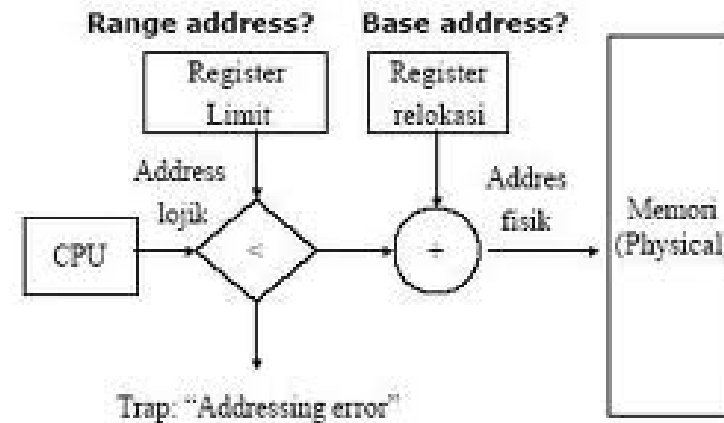 Range address? Base address?
Register
Limit
Register
relokasi
Address
lojik
Addres
fisik
CPU
<
+
Memori
(Physical
Trap: “Addressing error”